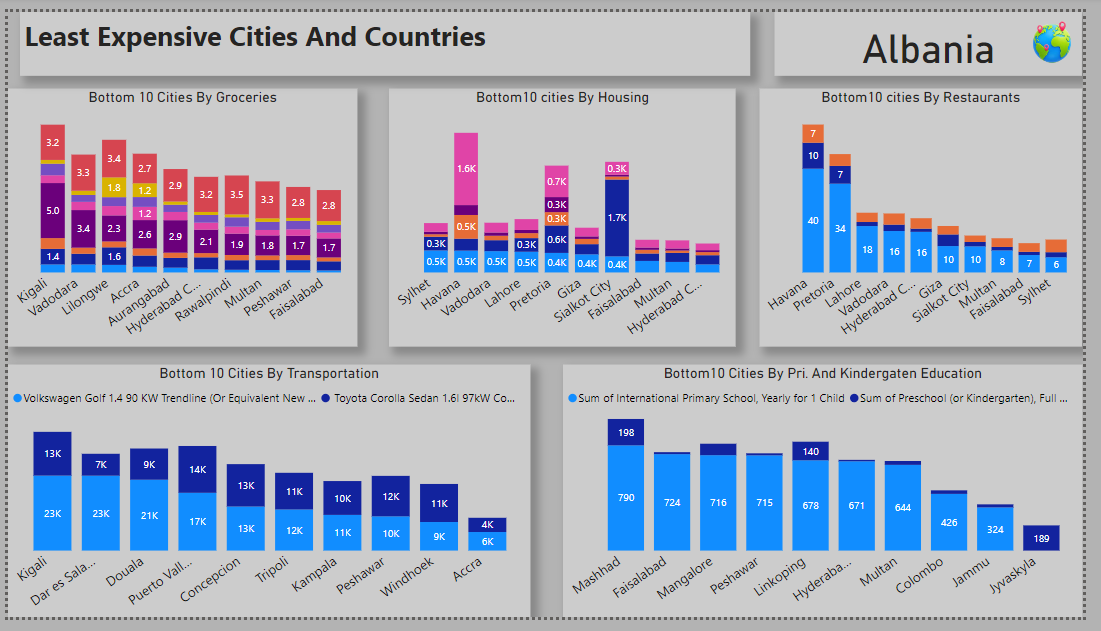 Least Expensive Cities And Countries
Albania
Bottom 10 Cities By Groceries
3.2
5.0
1.4
3.3
3.4
3.4
1.8
2.3
1.6
2.7
1.2
1.2
2.6
2.9
2.9
3.2
2.1
3.5
1.9
3.3
1.8
2.8
1.7
2.8
1.7
Kigali
Vadodara
Lilongwe
Accra
Aurangabad
Hyderabad C...
Rawalpindi
Multan
Peshawar
Faisalabad
Bottom10 cities By Housing
0.3K
0.5K
1.6K
0.5K
0.5K
0.5K
0.3K
0.5K
0.7K
0.3K
0.3K
0.6K
0.4K
0.4K
0.3K
1.7K
0.4K
Sylhet
Havana
Vadodara
Lahore
Pretoria
Giza
Sialkot City
Faisalabad
Multan
Hyderabad C...
Bottom10 cities By Restaurants
7
10
40
7
34
18
16
16
10
10
8
7
6
Havana
Pretoria
Lahore
Vadodara
Hyderabad C...
Giza
Sialkot City
Multan
Faisalabad
Sylhet
Bottom 10 Cities By Transportation
Volkswagen Golf 1.4 90 KW Trendline (Or Equivalent New ... Toyota Corolla Sedan 1.6l 97kW Co...
13K
23K
7K
23K
9K
21K
14K
17K
13K
13K
11K
12K
10K
11K
12K
10K
11K
9K
4K
6K
Kigali
Dar es Sala...
Douala
Puerto Vall...
Concepcion
Tripoli
Kampala
Peshawar
Windhoek
Accra
Bottom10 Cities By Pri. And Kindergaten Education
Sum of International Primary School, Yearly for 1 Child Sum of Preschool (or Kindergarten), Full ...
198
790
724
716
715
140
678
671
644
426
324
189
Mashhad
Faisalabad
Mangalore
Peshawar
Linkoping
Hyderaba...
Multan
Colombo
Jammu
Jyvaskyla